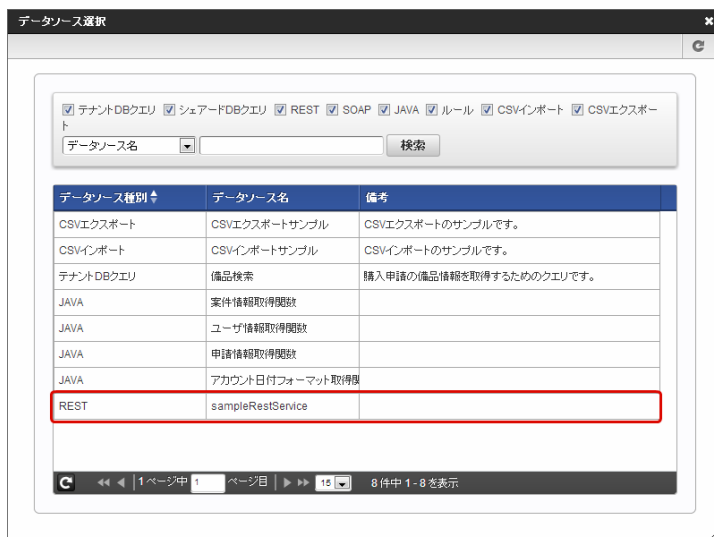 データソース選択
テナントDBクエリ シェアードDBクエリ REST SOAP JAVA ルール CSVインポート CSVエクスポー
ト
データソース名 検索
データソース種別 データソース名 備考
CSVエクスポート CSVエクスポートサンプル CSVエクスポートのサンプルです。
CSVインポート CSVインポートサンプル CSVインポートのサンプルです。
テナントDBクエリ 備品検索 購入申請の備品情報を取得するためのクエリです。
JAVA 案件情報取得関数
JAVA ユーザ情報取得関数
JAVA 申請情報取得関数
JAVA アカウント日付フォーマット取得関
REST sampleRestService
1ページ中 1 ページ目 15 8件中 1 - 8 を表示